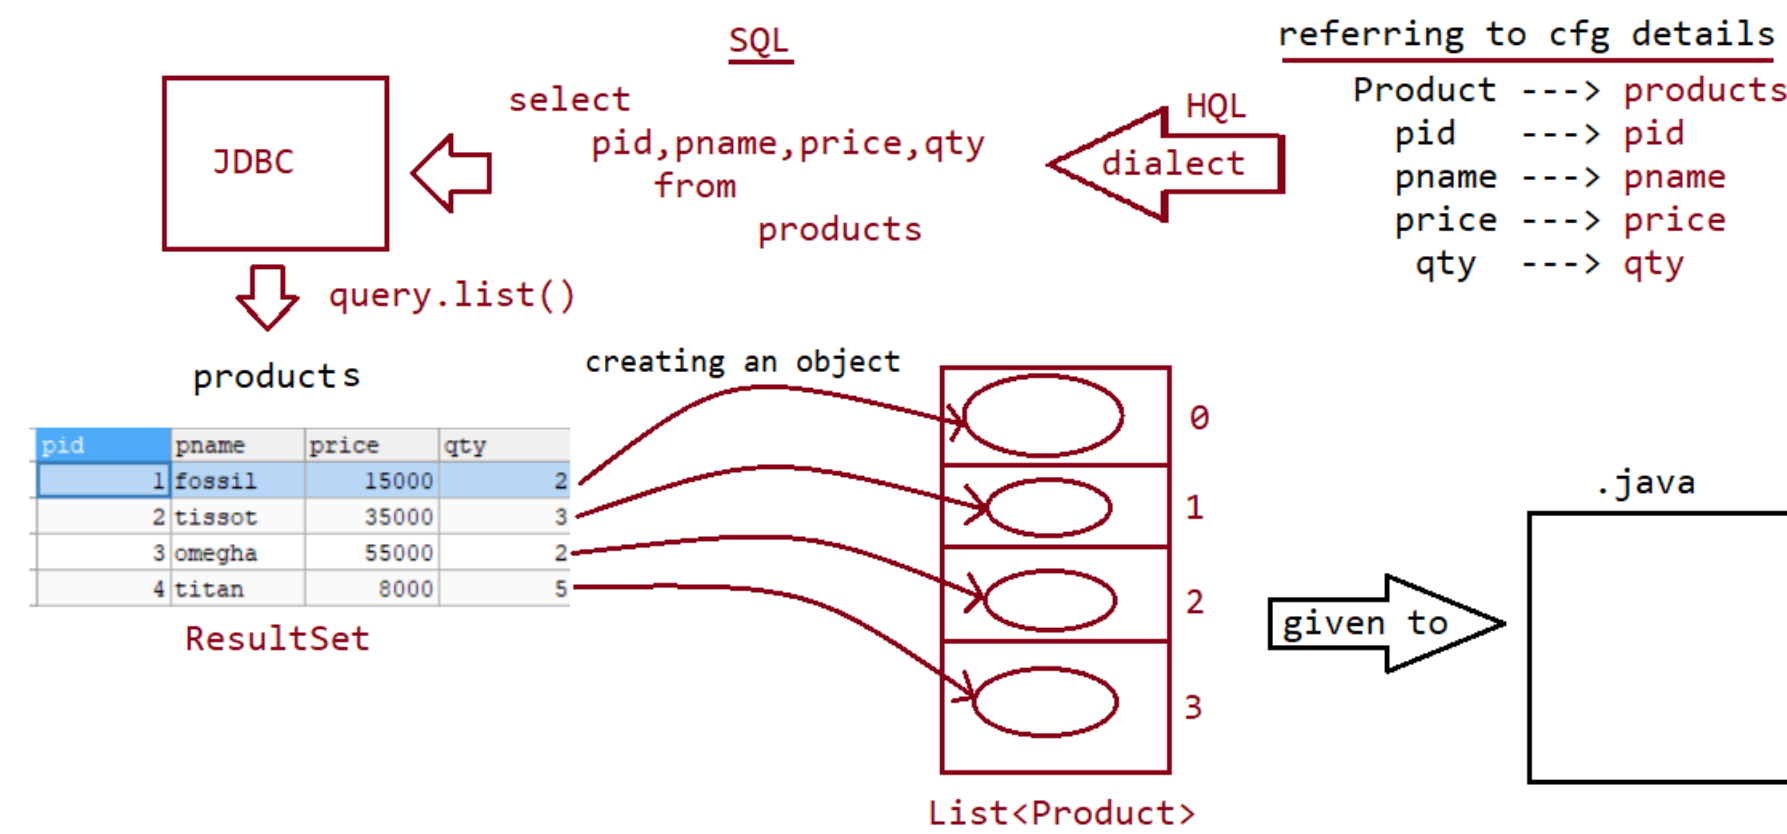 SQL
select
pid,pname,price,qty
from
products
JDBC
HQL
dialect
referring to cfg details
Product ---> products
pid ---> pid
pname ---> pname
price ---> price
qty ---> qty
query.list()
products
pid pname price qty
1 fossil 15000 2
2 tissot 35000 3
3 omegha 55000 2
4 titan 8000 5
ResultSet
creating an object
0
1
2
3
List<Product>
given to
.java